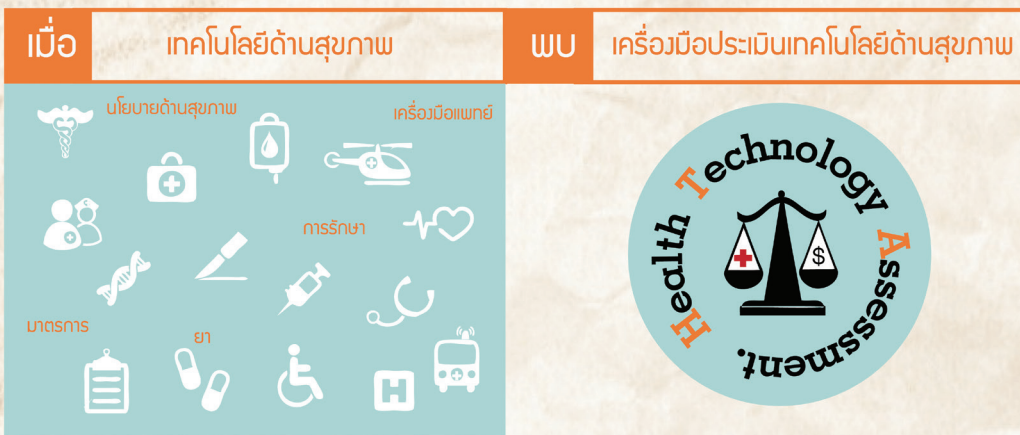 เมื่อ เทคโนโลยีด้านสุขภาพ
พบ เครื่องมือประเมินเทคโนโลยีด้านสุขภาพ
นโยบายด้านสุขภาพ
เครื่องมือแพทย์
การรักษา
มาตรการ
ยา
H
Health Technology Assessment.
$